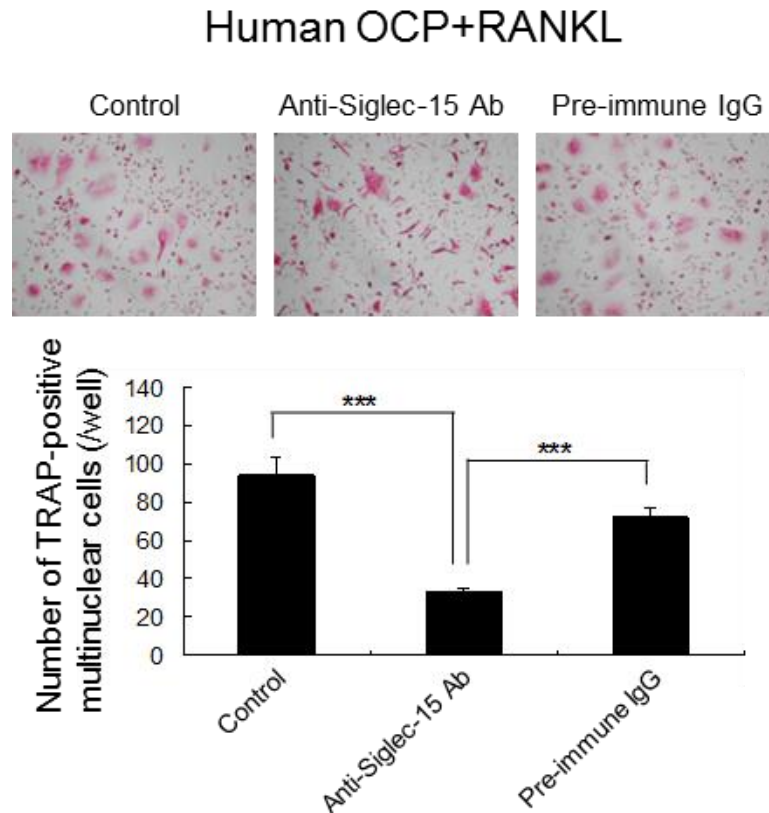 Human OCP+RANKL
Control
Anti-Siglec-15 Ab
Pre-immune IgG
Number of TRAP-positive
multinuclear cells (/well)
140
120
100
80
60
40
20
0
***
***
Control
Anti-Siglec-15 Ab
Pre-immune IgG